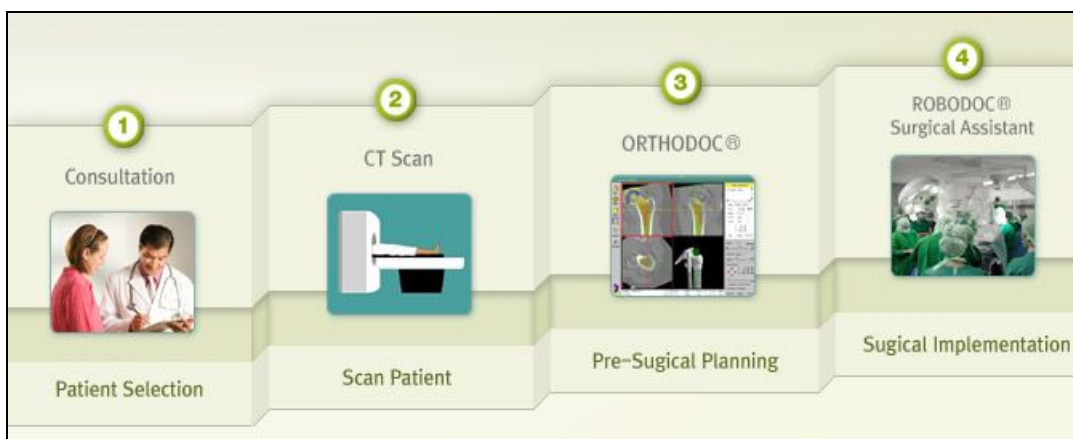 1
Consultation
Patient Selection
2
CT Scan
Scan Patient
3
ORTHODOC®
Pre-Sugical Planning
4
ROBODOC®
Surgical Assistant
Sugical Implementation